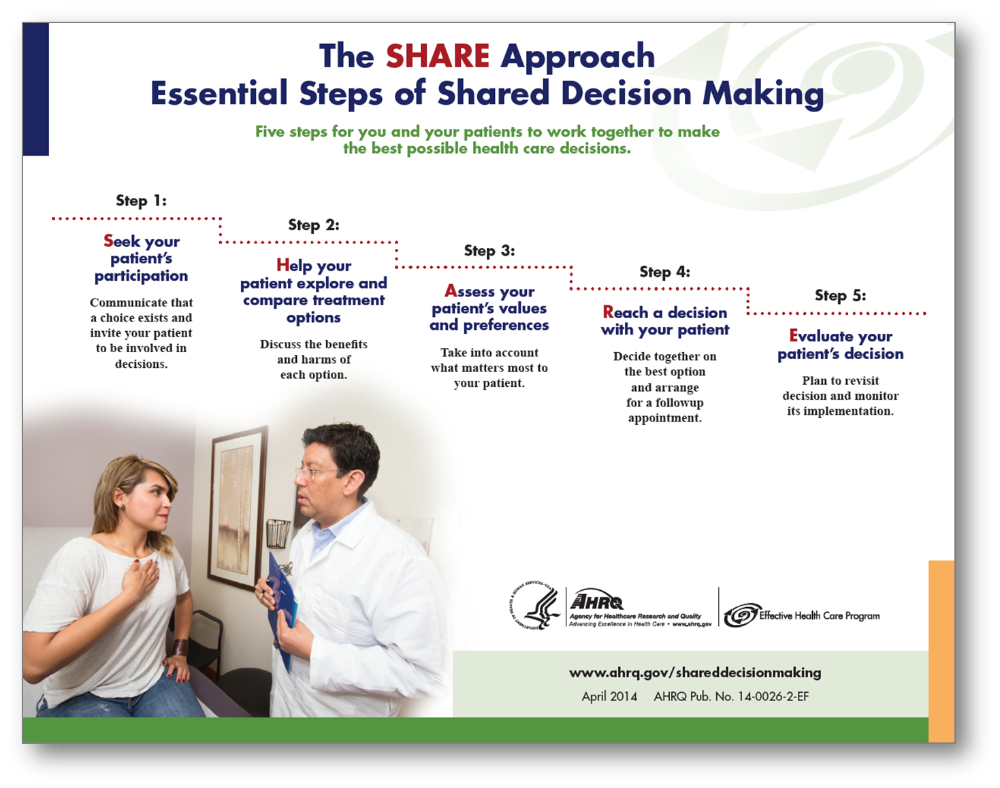 The SHARE Approach
Essential Steps of Shared Decision Making
Five steps for you and your patients to work together to make
the best possible health care decisions.
Step 1:
Seek your
patient's
participation
Communicate that
a choice exists and
invite your patient
to be involved in
decisions.
Step 2:
Help your
patient explore and
compare treatment
options
Discuss the benefits
and harms of
each option.
Step 3:
Assess your
patient's values
and preferences
Take into account
what matters most to
your patient.
Step 4:
Reach a decision
with your patient
Decide together on
the best option
and arrange
for a followup
appointment.
Step 5:
Evaluate your
patient's decision
Plan to revisit
decision and monitor
its implementation.
DEPARTMENT OF HEALTH & HUMAN SERVICES • USA
AHRQ
Agency for Healthcare Research and Quality
Advancing Excellence in Health Care • www.ahrq.gov
Effective Health Care Program
www.ahrq.gov/shareddecisionmaking
April 2014 AHRQ Pub. No. 14-0026-2-EF